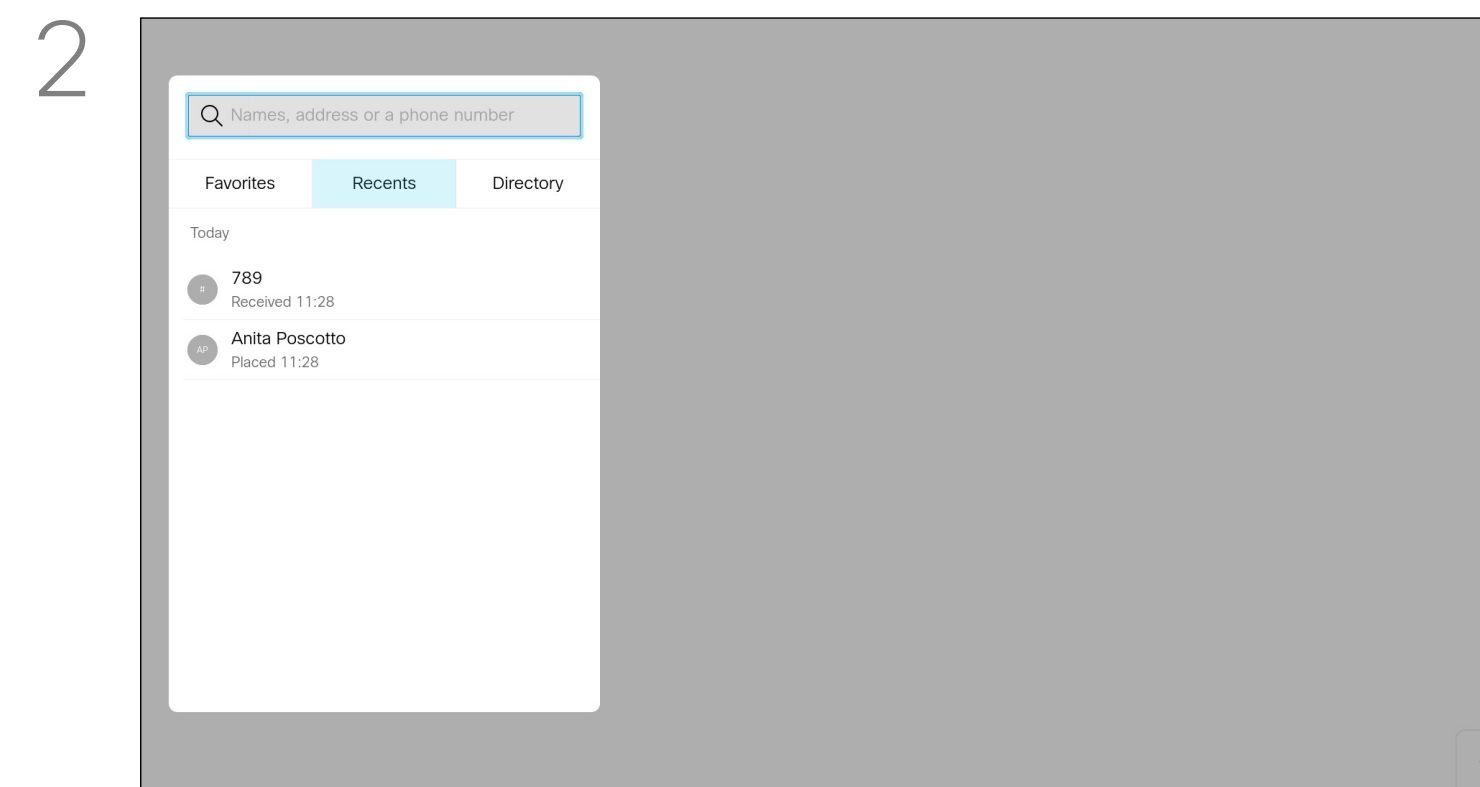 2
Names, address or a phone number
Favorites Recents Directory
Today
#
789
Received 11:28
AP
Anita Poscotto
Placed 11:28